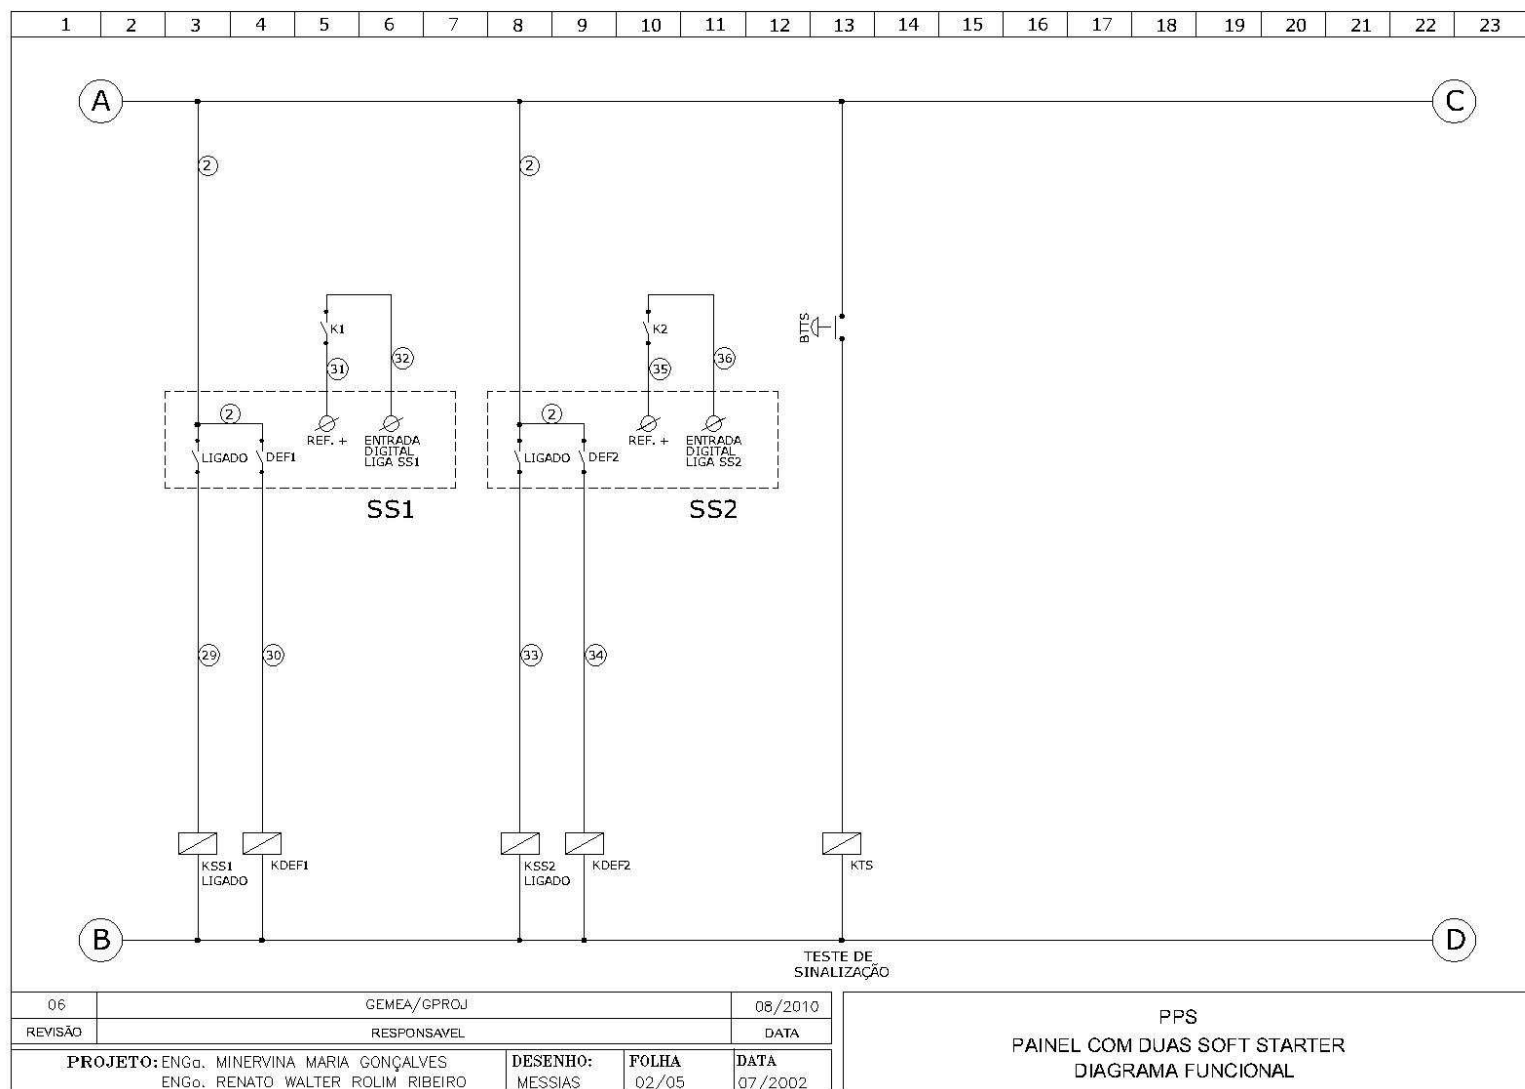 1 2 3 4 5 6 7 8 9 10 11 12 13 14 15 16 17 18 19 20 21 22 23
A
C
2
2
K1
K2
BTTS
31
32
35
36
2
2
LIGADO
DEF1
REF. +
ENTRADA
DIGITAL
LIGA SS1
LIGADO
DEF2
REF. +
ENTRADA
DIGITAL
LIGA SS2
SS1
SS2
29
30
33
34
KSS1
LIGADO
KDEF1
KSS2
LIGADO
KDEF2
KTS
B
D
TESTE DE
SINALIZAÇÃO
06 GEMEA/GPROJ 08/2010
REVISÃO RESPONSAVEL DATA
PROJETO: ENGa. MINERVINA MARIA GONÇALVES
ENGo. RENATO WALTER ROLIM RIBEIRO
DESENHO:
MESSIAS
FOLHA
02/05
DATA
07/2002
PPS
PAINEL COM DUAS SOFT STARTER
DIAGRAMA FUNCIONAL